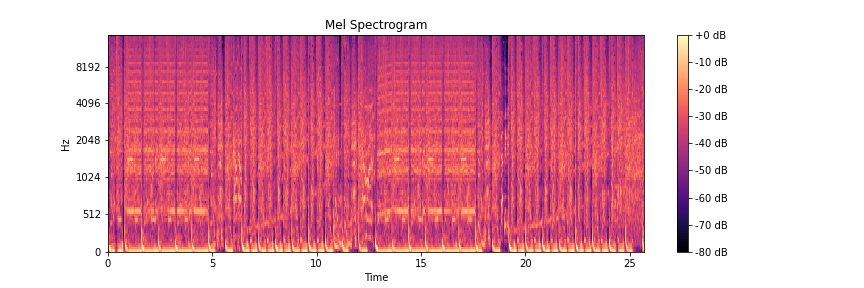 Mel Spectrogram
Hz
8192
4096
2048
1024
512
0
0 5 10 15 20 25
Time
+0 dB
-10 dB
-20 dB
-30 dB
-40 dB
-50 dB
-60 dB
-70 dB
-80 dB